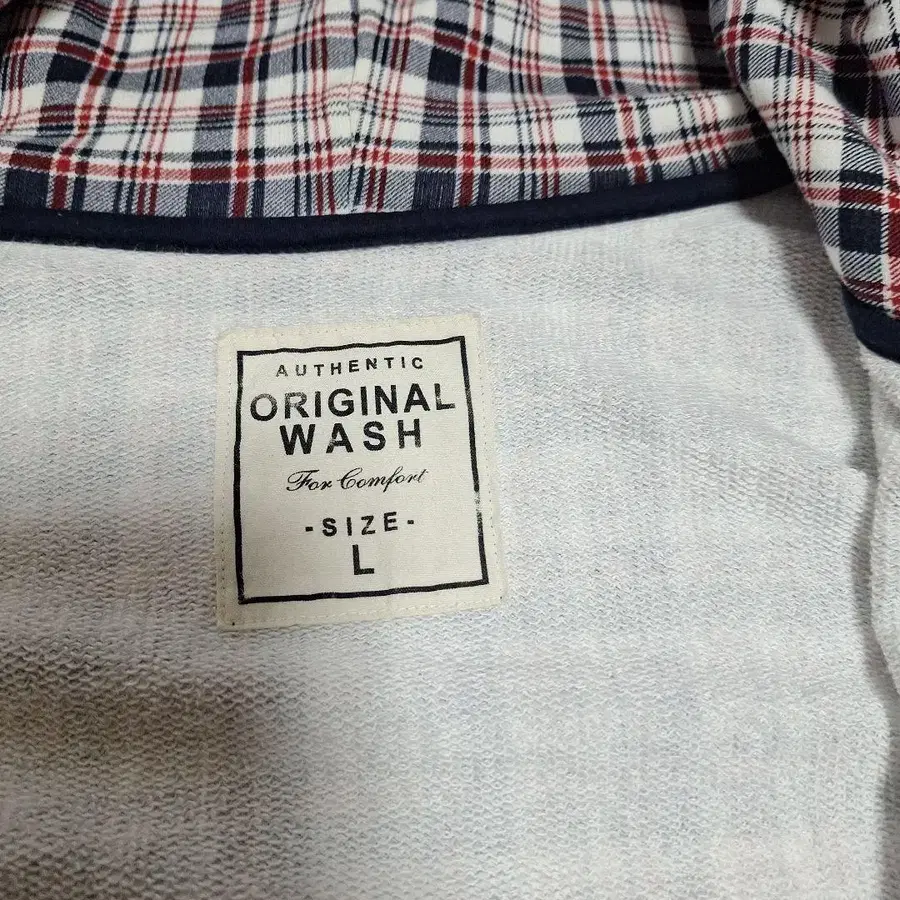 AUTHENTIC
ORIGINAL
WASH
For Comfort
-SIZE-
L